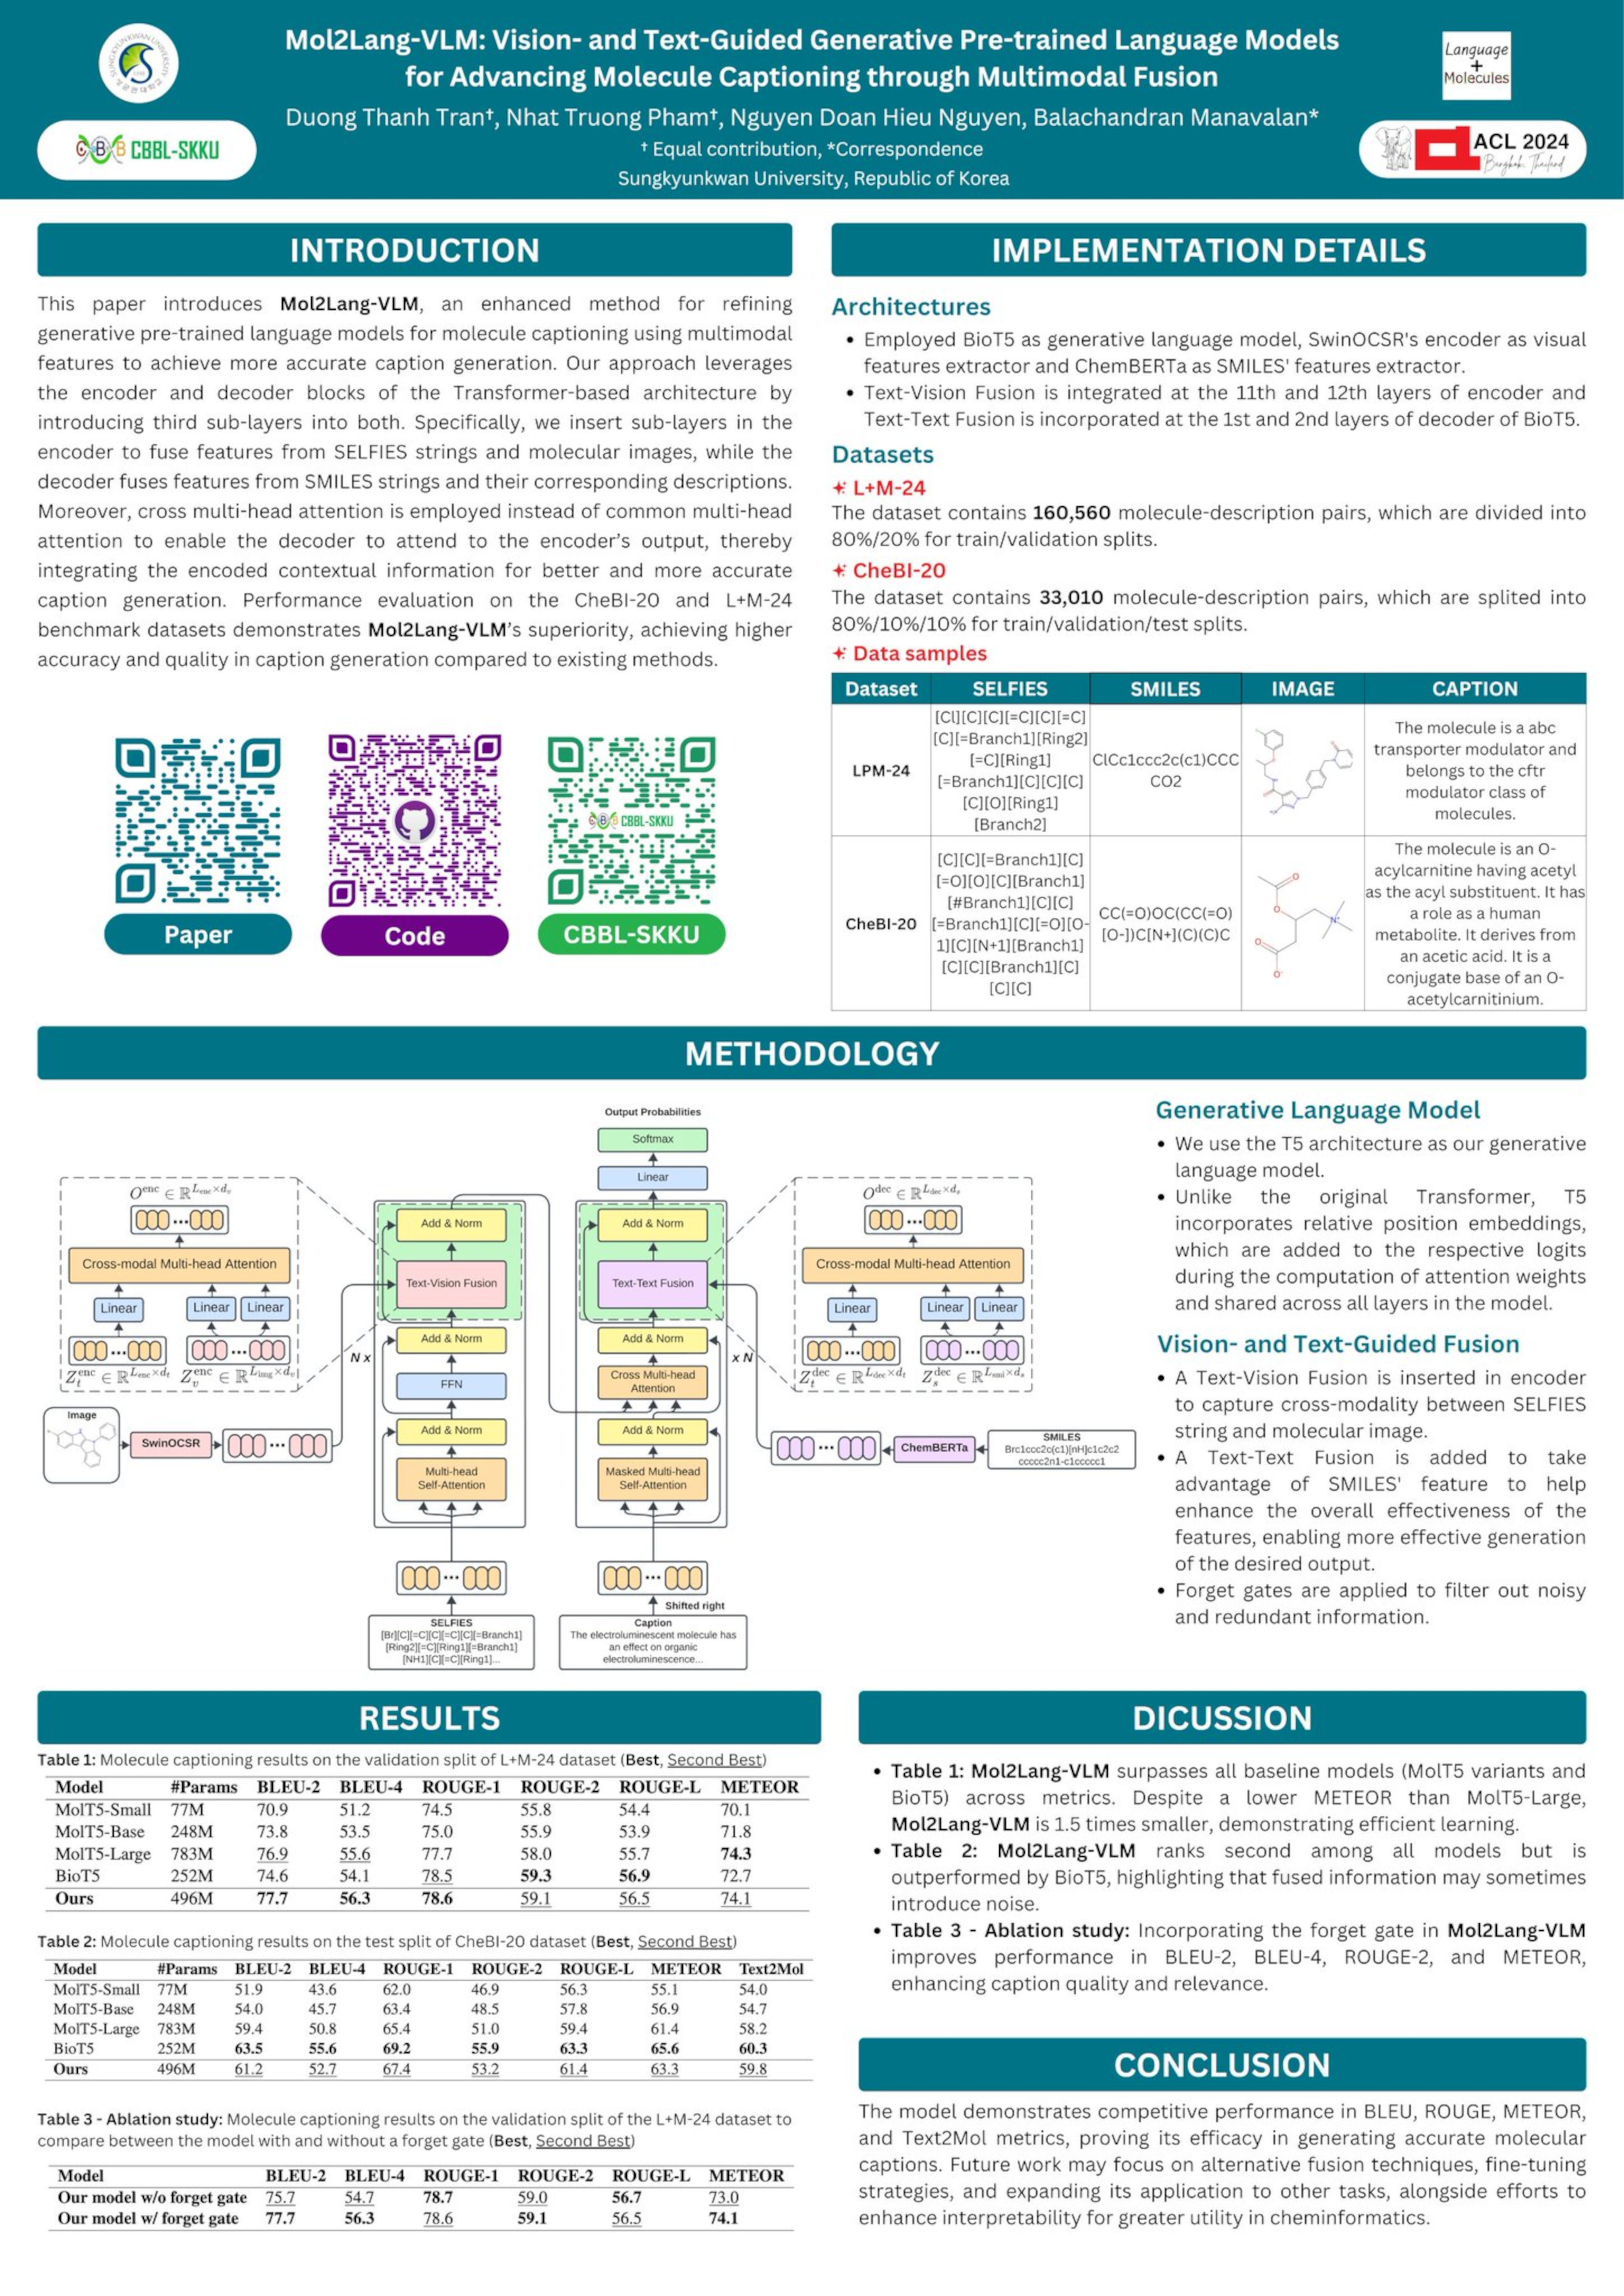 Mol2Lang-VLM: Vision- and Text-Guided Generative Pre-trained Language Models
for Advancing Molecule Captioning through Multimodal Fusion
Duong Thanh Tran†, Nhat Truong Pham†, Nguyen Doan Hieu Nguyen, Balachandran Manavalan*
† Equal contribution, *Correspondence
Sungkyunkwan University, Republic of Korea
CBBL-SKKU
Language
+
Molecules
ACL 2024
Bangkok, Thailand
INTRODUCTION
This paper introduces Mol2Lang-VLM, an enhanced method for refining
generative pre-trained language models for molecule captioning using multimodal
features to achieve more accurate caption generation. Our approach leverages
the encoder and decoder blocks of the Transformer-based architecture by
introducing third sub-layers into both. Specifically, we insert sub-layers in the
encoder to fuse features from SELFIES strings and molecular images, while the
decoder fuses features from SMILES strings and their corresponding descriptions.
Moreover, cross multi-head attention is employed instead of common multi-head
attention to enable the decoder to attend to the encoder's output, thereby
integrating the encoded contextual information for better and more accurate
caption generation. Performance evaluation on the CheBI-20 and L+M-24
benchmark datasets demonstrates Mol2Lang-VLM's superiority, achieving higher
accuracy and quality in caption generation compared to existing methods.
CBBL-SKKU
Paper
Code
CBBL-SKKU
IMPLEMENTATION DETAILS
Architectures
• Employed BioT5 as generative language model, SwinOCSR's encoder as visual
features extractor and ChemBERTa as SMILES' features extractor.
• Text-Vision Fusion is integrated at the 11th and 12th layers of encoder and
Text-Text Fusion is incorporated at the 1st and 2nd layers of decoder of BioT5.
Datasets
L+M-24
The dataset contains 160,560 molecule-description pairs, which are divided into
80%/20% for train/validation splits.
CheBI-20
The dataset contains 33,010 molecule-description pairs, which are splited into
80%/10%/10% for train/validation/test splits.
Data samples
Dataset SELFIES SMILES IMAGE CAPTION
LPM-24
[Cl][C][C][=C][C][=C]
[C][=Branch1][Ring2]
[=C][Ring1]
[=Branch1][C][C][C]
[C][O][Ring1]
[Branch2]
ClCc1ccc2c(c1)CCC
CO2
The molecule is a abc
transporter modulator and
belongs to the cftr
modulator class of
molecules.
CheBI-20
[C][C][=Branch1][C]
[=O][O][C][Branch1]
[#Branch1][C][C]
[=Branch1][C][=O][O-
1][C][N+1][Branch1]
[C][C][Branch1][C]
[C][C]
CC(=O)OC(CC(=O)
[O-])C[N+](C)(C)C
The molecule is an O-
acylcarnitine having acetyl
as the acyl substituent. It has
a role as a human
metabolite. It derives from
an acetic acid. It is a
conjugate base of an O-
acetylcarnitinium.
METHODOLOGY
Output Probabilities
Softmax
Linear
Add & Norm
Text-Vision Fusion
Add & Norm
N x
FFN
Add & Norm
Multi-head
Self-Attention
Add & Norm
Text-Text Fusion
Add & Norm
x N
Cross Multi-head
Attention
Add & Norm
Masked Multi-head
Self-Attention
O^enc ∈ ℝ^{L_enc×d_v}
Cross-modal Multi-head Attention
Linear Linear Linear
Z_t^enc ∈ ℝ^{L_enc×d_t} Z_v^enc ∈ ℝ^{L_img×d_v}
Image
SwinOCSR
O^dec ∈ ℝ^{L_dec×d_s}
Cross-modal Multi-head Attention
Linear Linear Linear
Z_t^dec ∈ ℝ^{L_dec×d_t} Z_s^dec ∈ ℝ^{L_smi×d_s}
ChemBERTa
SMILES
Brc1ccc2c(c1)[nH]c1c2c2
ccccc2n1-c1ccccc1
SELFIES
[Br][C][=C][C][=C][C][=Branch1]
[Ring2][=C][Ring1][=Branch1]
[NH1][C][=C][Ring1]...
Shifted right
Caption
The electroluminescent molecule has
an effect on organic
electroluminescence...
Generative Language Model
• We use the T5 architecture as our generative
language model.
• Unlike the original Transformer, T5
incorporates relative position embeddings,
which are added to the respective logits
during the computation of attention weights
and shared across all layers in the model.
Vision- and Text-Guided Fusion
• A Text-Vision Fusion is inserted in encoder
to capture cross-modality between SELFIES
string and molecular image.
• A Text-Text Fusion is added to take
advantage of SMILES' feature to help
enhance the overall effectiveness of the
features, enabling more effective generation
of the desired output.
• Forget gates are applied to filter out noisy
and redundant information.
RESULTS
Table 1: Molecule captioning results on the validation split of L+M-24 dataset (Best, Second Best)
Model #Params BLEU-2 BLEU-4 ROUGE-1 ROUGE-2 ROUGE-L METEOR
MolT5-Small 77M 70.9 51.2 74.5 55.8 54.4 70.1
MolT5-Base 248M 73.8 53.5 75.0 55.9 53.9 71.8
MolT5-Large 783M 76.9 55.6 77.7 58.0 55.7 74.3
BioT5 252M 74.6 54.1 78.5 59.3 56.9 72.7
Ours 496M 77.7 56.3 78.6 59.1 56.5 74.1
Table 2: Molecule captioning results on the test split of CheBI-20 dataset (Best, Second Best)
Model #Params BLEU-2 BLEU-4 ROUGE-1 ROUGE-2 ROUGE-L METEOR Text2Mol
MolT5-Small 77M 51.9 43.6 62.0 46.9 56.3 55.1 54.0
MolT5-Base 248M 54.0 45.7 63.4 48.5 57.8 56.9 54.7
MolT5-Large 783M 59.4 50.8 65.4 51.0 59.4 61.4 58.2
BioT5 252M 63.5 55.6 69.2 55.9 63.3 65.6 60.3
Ours 496M 61.2 52.7 67.4 53.2 61.4 63.3 59.8
Table 3 - Ablation study: Molecule captioning results on the validation split of the L+M-24 dataset to
compare between the model with and without a forget gate (Best, Second Best)
Model BLEU-2 BLEU-4 ROUGE-1 ROUGE-2 ROUGE-L METEOR
Our model w/o forget gate 75.7 54.7 78.7 59.0 56.7 73.0
Our model w/ forget gate 77.7 56.3 78.6 59.1 56.5 74.1
DICUSSION
• Table 1: Mol2Lang-VLM surpasses all baseline models (MolT5 variants and
BioT5) across metrics. Despite a lower METEOR than MolT5-Large,
Mol2Lang-VLM is 1.5 times smaller, demonstrating efficient learning.
• Table 2: Mol2Lang-VLM ranks second among all models but is
outperformed by BioT5, highlighting that fused information may sometimes
introduce noise.
• Table 3 - Ablation study: Incorporating the forget gate in Mol2Lang-VLM
improves performance in BLEU-2, BLEU-4, ROUGE-2, and METEOR,
enhancing caption quality and relevance.
CONCLUSION
The model demonstrates competitive performance in BLEU, ROUGE, METEOR,
and Text2Mol metrics, proving its efficacy in generating accurate molecular
captions. Future work may focus on alternative fusion techniques, fine-tuning
strategies, and expanding its application to other tasks, alongside efforts to
enhance interpretability for greater utility in cheminformatics.